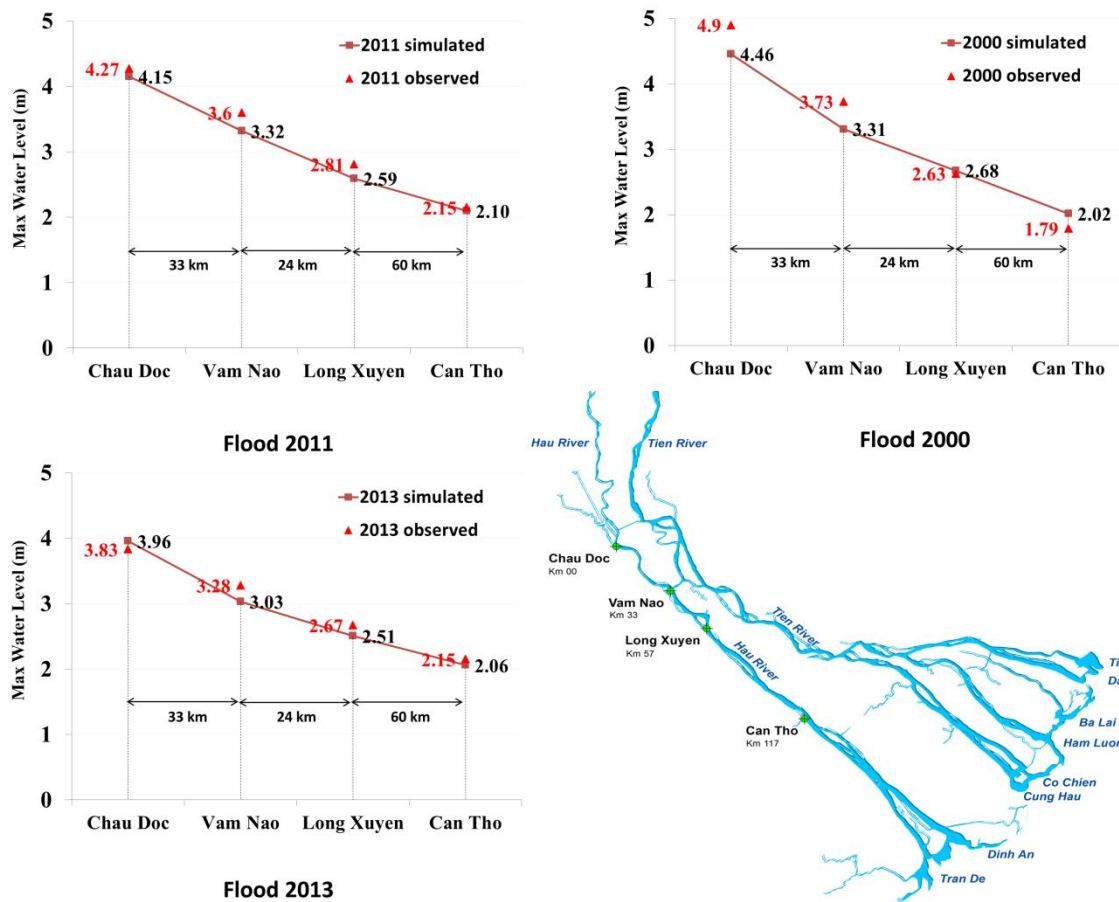 5
4
3
2
1
0
Max Water Level (m)
2011 simulated
2011 observed
4.27
4.15
3.6
3.32
2.81
2.59
2.15
2.10
33 km
24 km
60 km
Chau Doc
Vam Nao
Long Xuyen
Can Tho
Flood 2011
5
4
3
2
1
0
Max Water Level (m)
2000 simulated
2000 observed
4.9
4.46
3.73
3.31
2.63
2.68
2.02
1.79
33 km
24 km
60 km
Chau Doc
Vam Nao
Long Xuyen
Can Tho
Flood 2000
5
4
3
2
1
0
Max Water Level (m)
2013 simulated
2013 observed
3.83
3.96
3.28
3.03
2.67
2.51
2.15
2.06
33 km
24 km
60 km
Chau Doc
Vam Nao
Long Xuyen
Can Tho
Flood 2013
Hau River
Tien River
Chau Doc
Km 00
Vam Nao
Km 33
Long Xuyen
Km 57
Tien River
Hau River
Can Tho
Km 117
Ba Lai
Co Chien
Cung Hau
Dinh An
Tran De